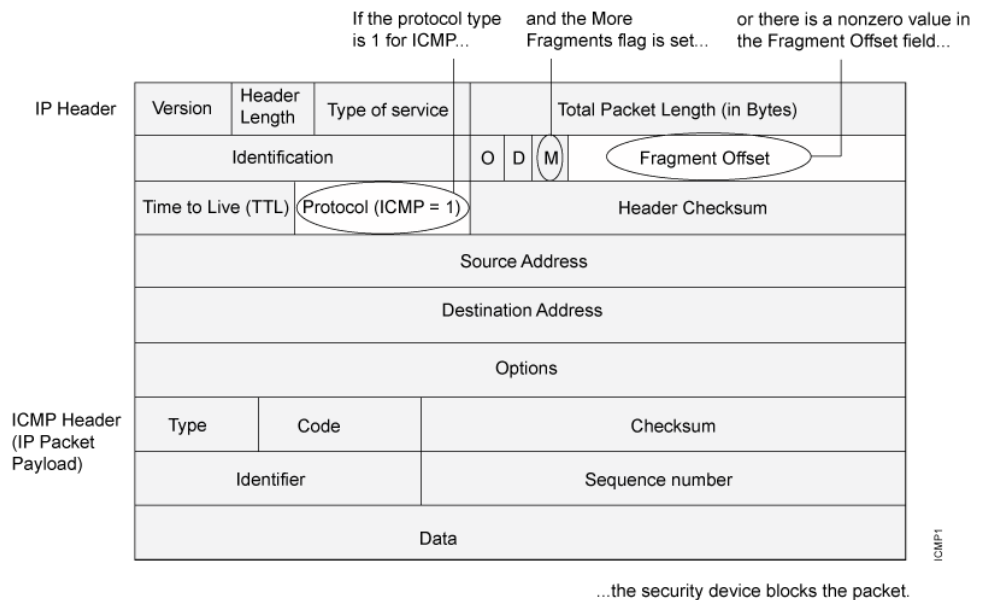 If the protocol type
is 1 for ICMP...
and the More
Fragments flag is set...
or there is a nonzero value in
the Fragment Offset field...
IP Header
Version
Header
Length
Type of service
Total Packet Length (in Bytes)
Identification
O
D
M
Fragment Offset
Time to Live (TTL)
Protocol (ICMP = 1)
Header Checksum
Source Address
Destination Address
Options
ICMP Header
(IP Packet
Payload)
Type
Code
Checksum
Identifier
Sequence number
Data
ICMP1
...the security device blocks the packet.